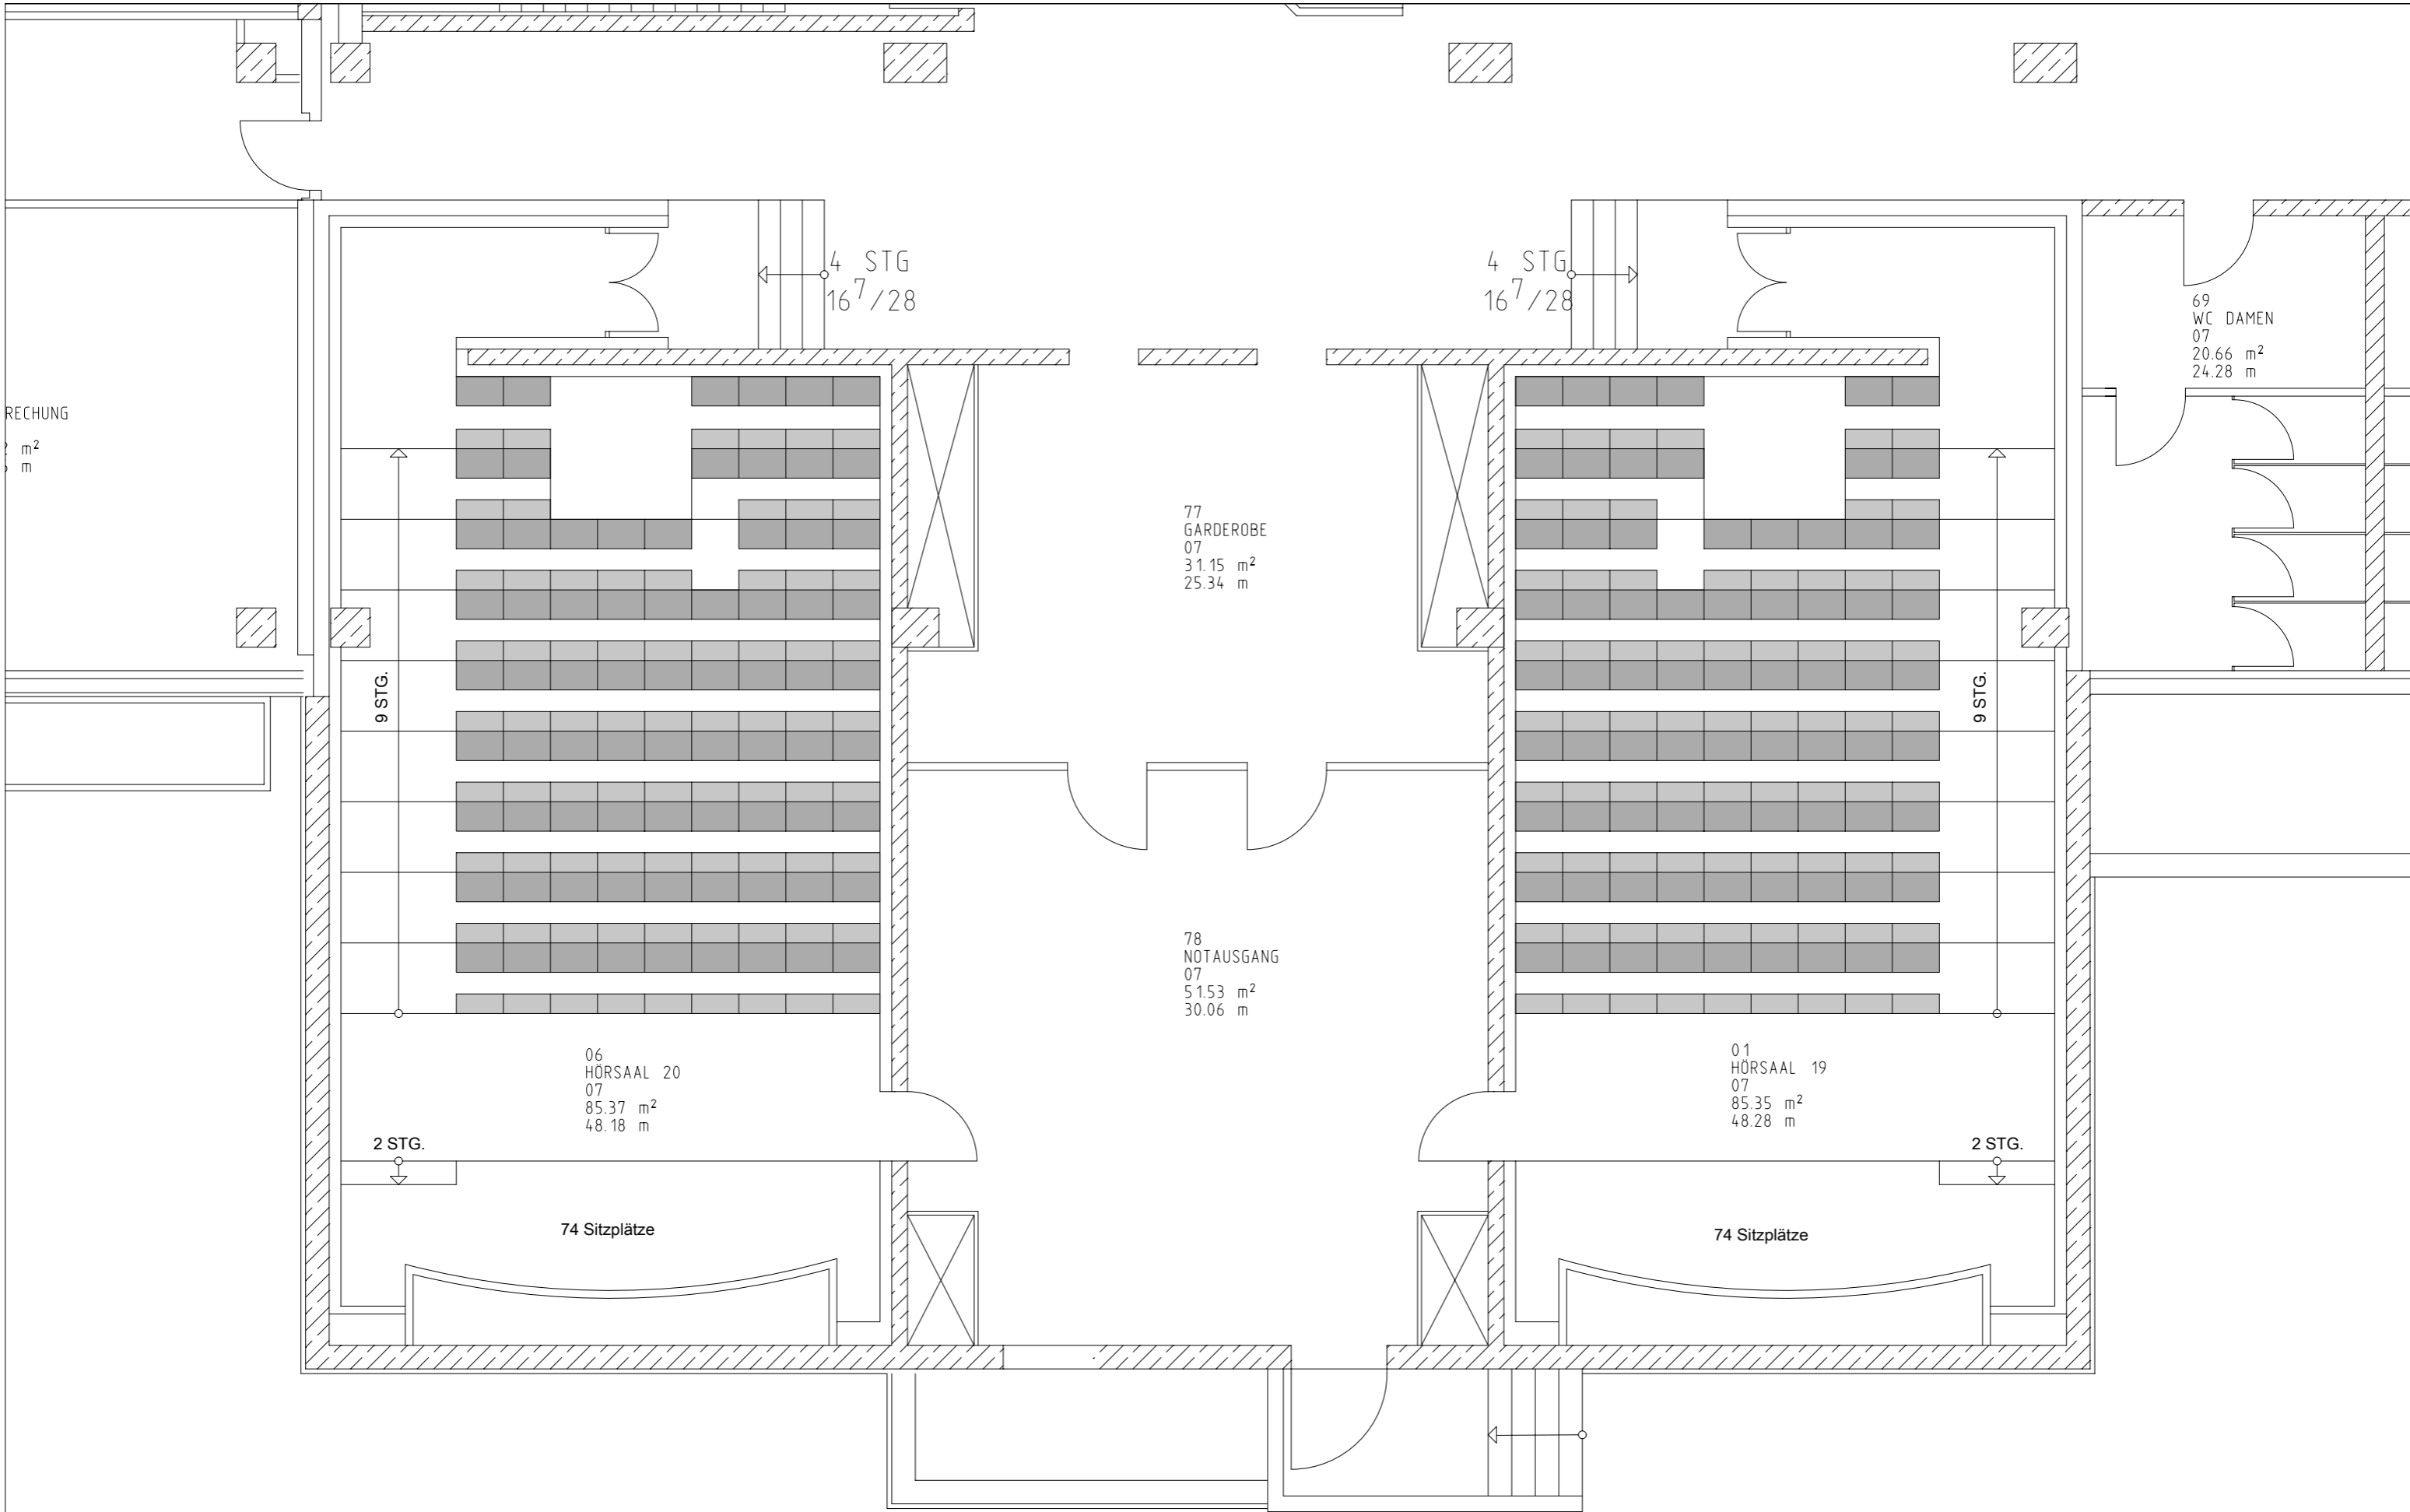 4 STG
16 7/28
4 STG
16 7/28
69
WC DAMEN
07
20.66 m²
24.28 m
RECHUNG
m²
m
77
GARDEROBE
07
31.15 m²
25.34 m
9 STG.
9 STG.
78
NOTAUSGANG
07
51.53 m²
30.06 m
06
HÖRSAAL 20
07
85.37 m²
48.18 m
01
HÖRSAAL 19
07
85.35 m²
48.28 m
2 STG.
2 STG.
74 Sitzplätze
74 Sitzplätze